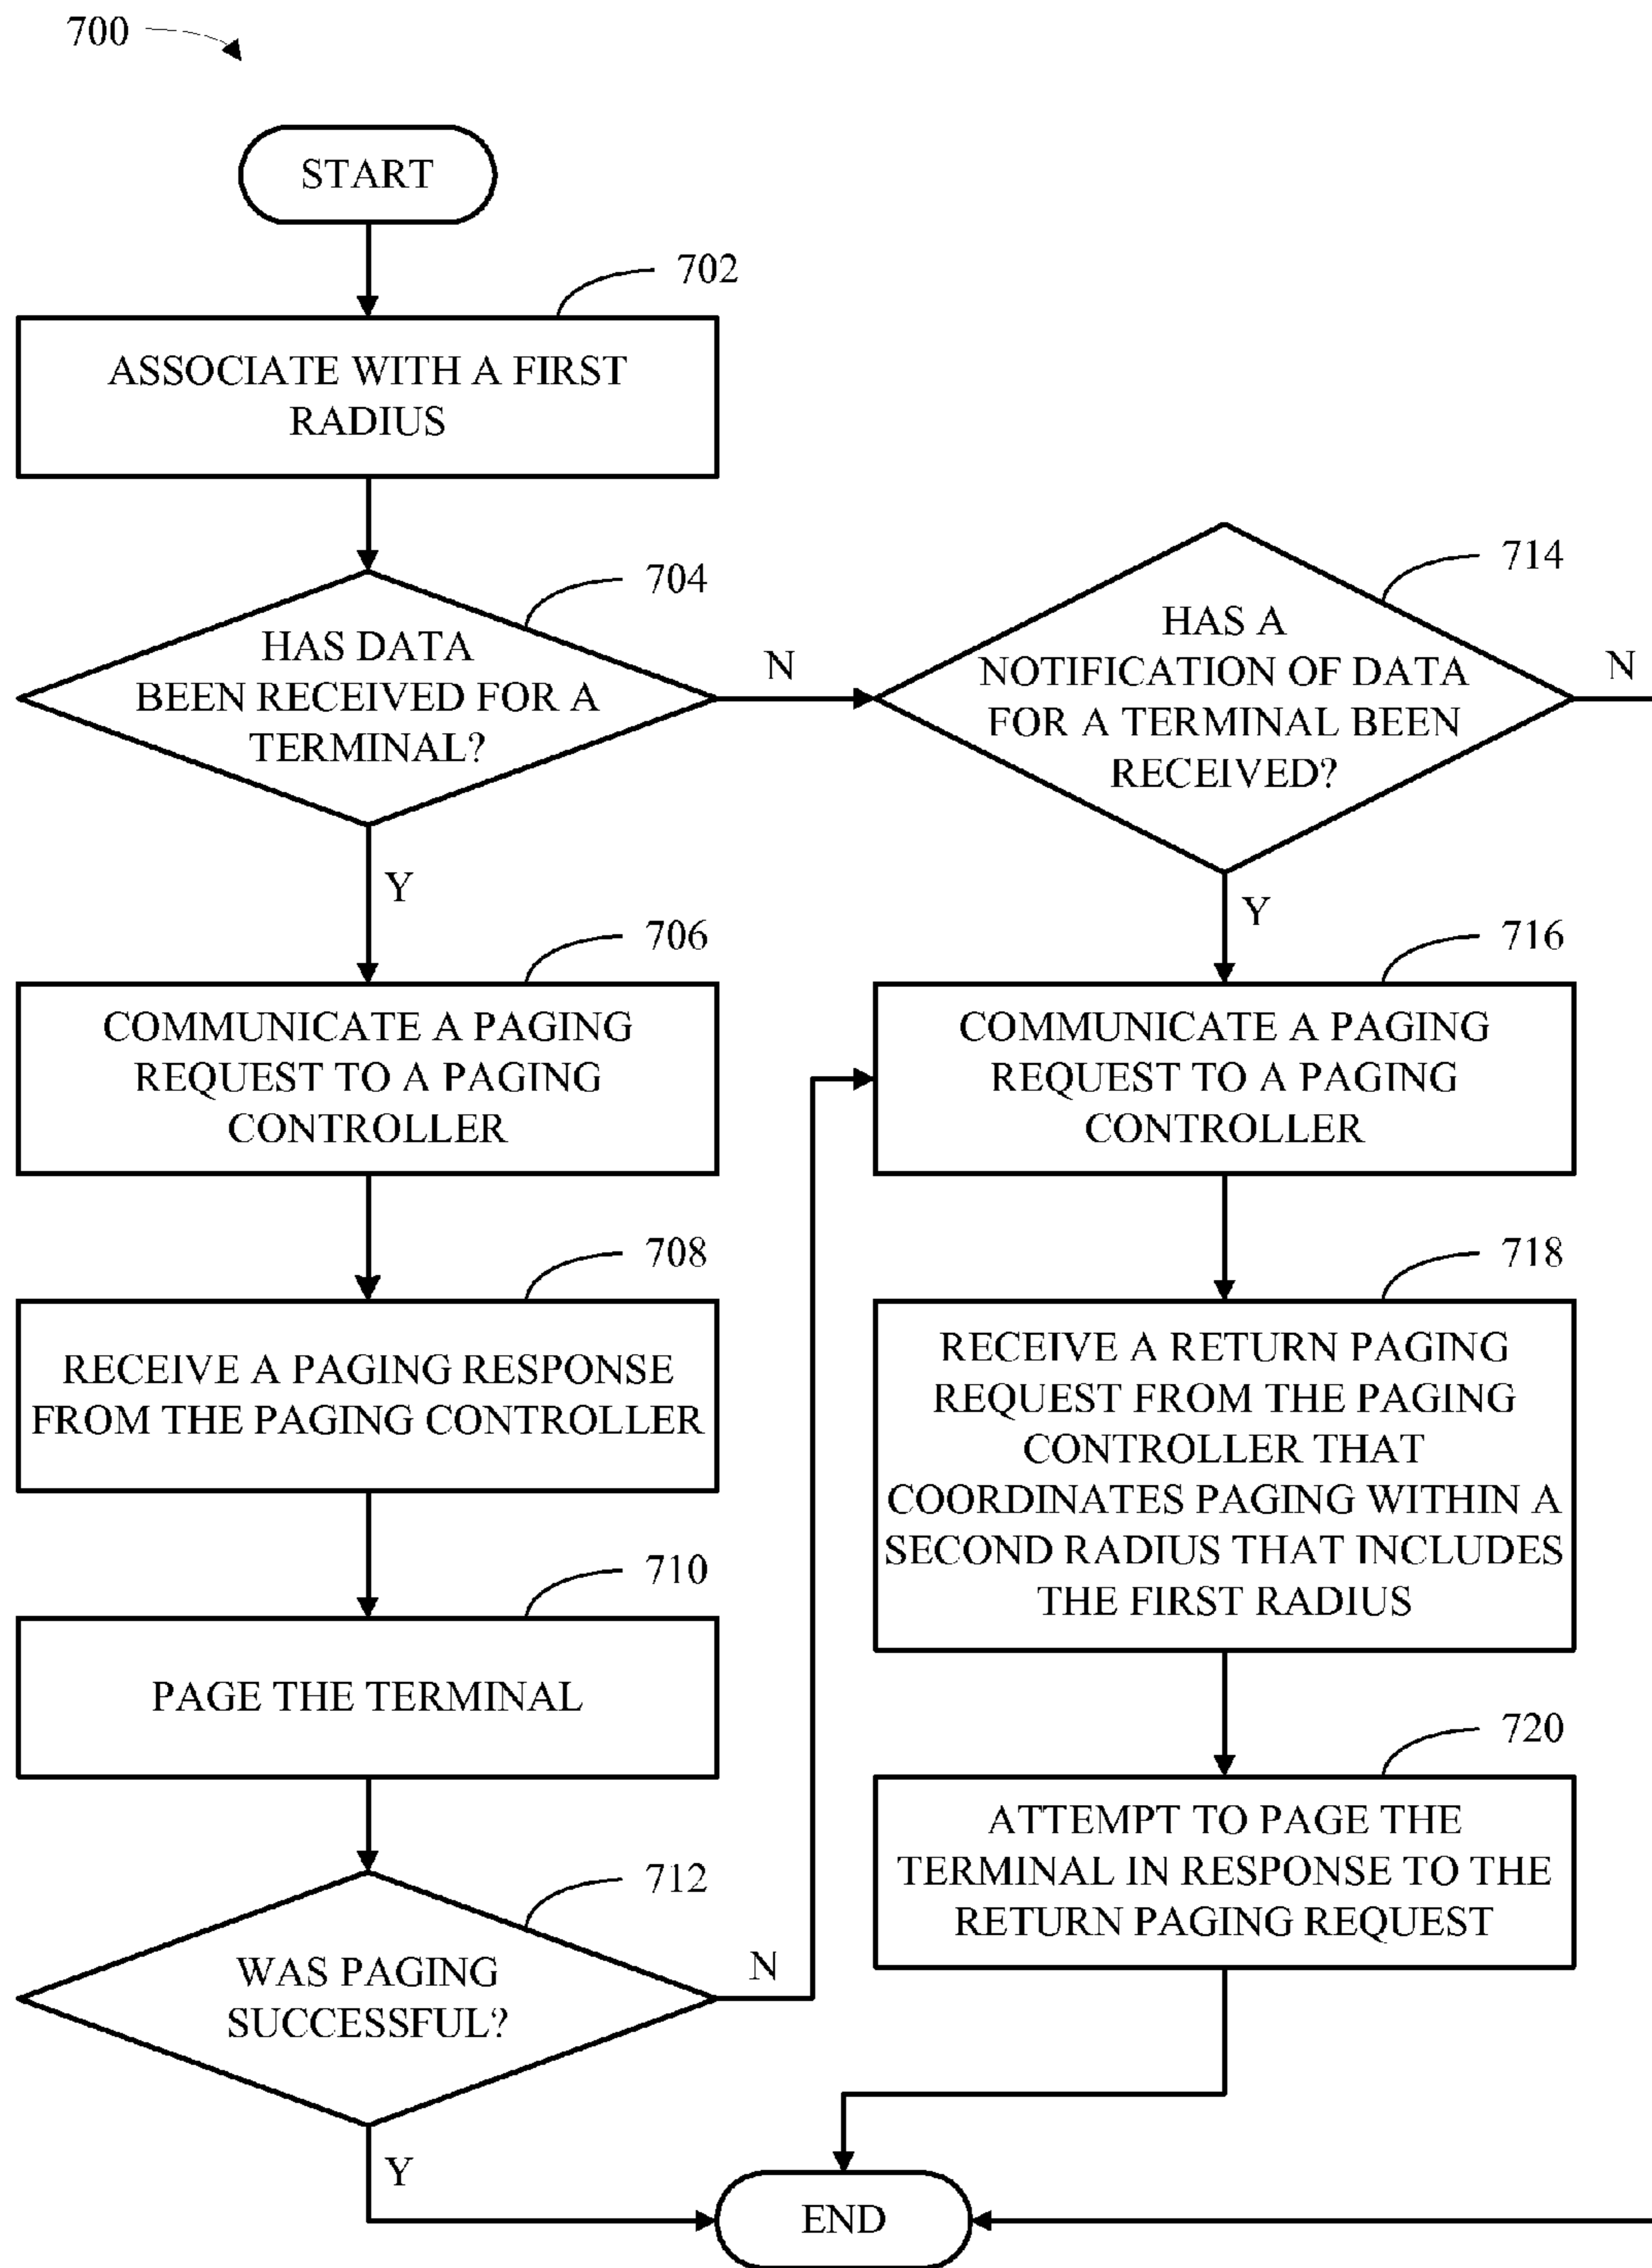 700
START
702
ASSOCIATE WITH A FIRST
RADIUS
704
HAS DATA
BEEN RECEIVED FOR A
TERMINAL?
N
Y
714
HAS A
NOTIFICATION OF DATA
FOR A TERMINAL BEEN
RECEIVED?
N
Y
706
COMMUNICATE A PAGING
REQUEST TO A PAGING
CONTROLLER
716
COMMUNICATE A PAGING
REQUEST TO A PAGING
CONTROLLER
708
RECEIVE A PAGING RESPONSE
FROM THE PAGING CONTROLLER
718
RECEIVE A RETURN PAGING
REQUEST FROM THE PAGING
CONTROLLER THAT
COORDINATES PAGING WITHIN A
SECOND RADIUS THAT INCLUDES
THE FIRST RADIUS
710
PAGE THE TERMINAL
720
ATTEMPT TO PAGE THE
TERMINAL IN RESPONSE TO THE
RETURN PAGING REQUEST
712
WAS PAGING
SUCCESSFUL?
N
Y
END